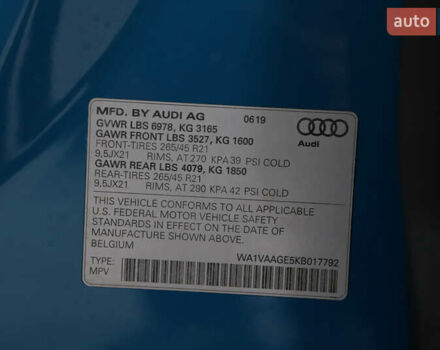 auto
MFD. BY AUDI AG 0619
GVWR LBS 6978, KG 3165
GAWR FRONT LBS 3527, KG 1600
FRONT-TIRES 265/45 R21
9,5JX21 RIMS, AT 270 KPA 39 PSI COLD
GAWR REAR LBS 4079, KG 1850
REAR-TIRES 265/45 R21
9,5JX21 RIMS, AT 290 KPA 42 PSI COLD
Audi
THIS VEHICLE CONFORMS TO ALL APPLICABLE
U.S. FEDERAL MOTOR VEHICLE SAFETY
STANDARDS IN EFFECT ON THE DATE OF
MANUFACTURE SHOWN ABOVE.
BELGIUM
TYPE: WA1VAAGE5KB017792
MPV